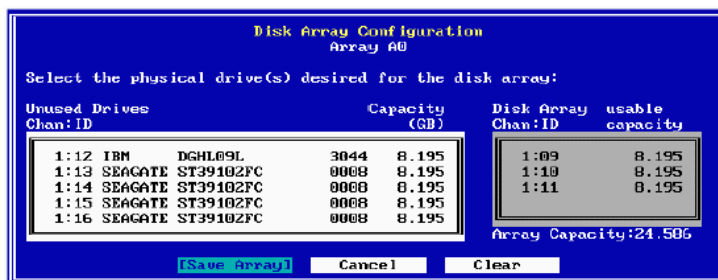 Disk Array Configuration
Array A0
Select the physical drive(s) desired for the disk array:
Unused Drives Capacity Disk Array usable
Chan:ID (GB) Chan:ID capacity
1:12 IBM DGHL09L 3044 8.195 1:09 8.195
1:13 SEAGATE ST39102FC 0008 8.195 1:10 8.195
1:14 SEAGATE ST39102FC 0008 8.195 1:11 8.195
1:15 SEAGATE ST39102FC 0008 8.195
1:16 SEAGATE ST39102FC 0008 8.195
Array Capacity:24.586
[Save Array] Cancel Clear